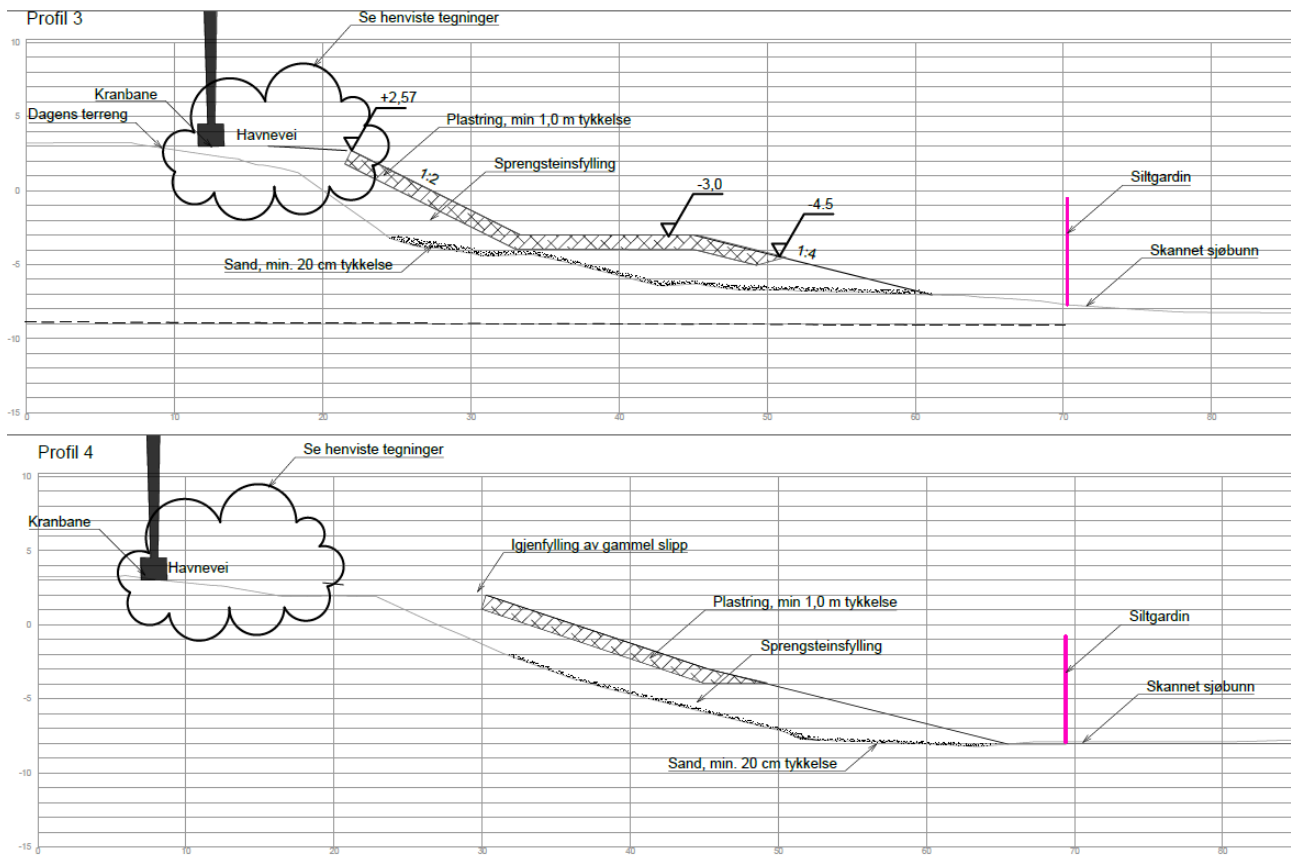 Profil 3
Se henviste tegninger
10
Kranbane
+2,57
Dagens terreng
Havnevei
Plastring, min 1,0 m tykkelse
5
Sprengsteinsfylling
1:2
Siltgardin
0
-3,0
-4.5
1:4
Sand, min. 20 cm tykkelse
Skannet sjøbunn
-5
-10
-15
0 10 20 30 40 50 60 70 80
Profil 4
Se henviste tegninger
10
Kranbane
Igjenfylling av gammel slipp
5
Havnevei
Plastring, min 1,0 m tykkelse
Siltgardin
0
Sprengsteinsfylling
Skannet sjøbunn
-5
Sand, min. 20 cm tykkelse
-10
-15
0 10 20 30 40 50 60 70 80